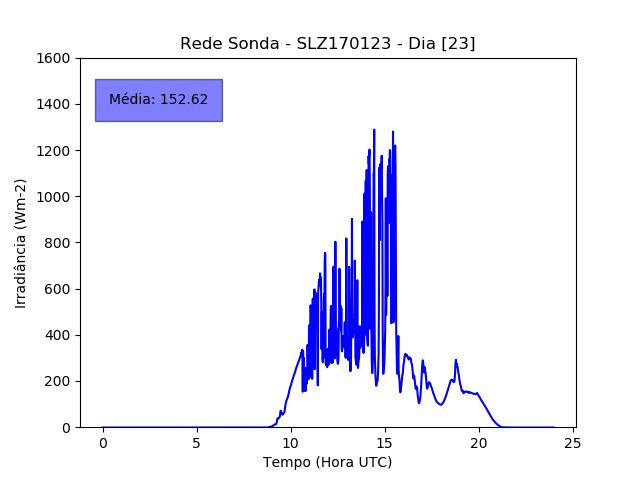 Rede Sonda - SLZ170123 - Dia [23]
1600
1400
1200
1000
800
600
400
200
0
Irradiância (Wm-2)
Média: 152.62
0 5 10 15 20 25
Tempo (Hora UTC)